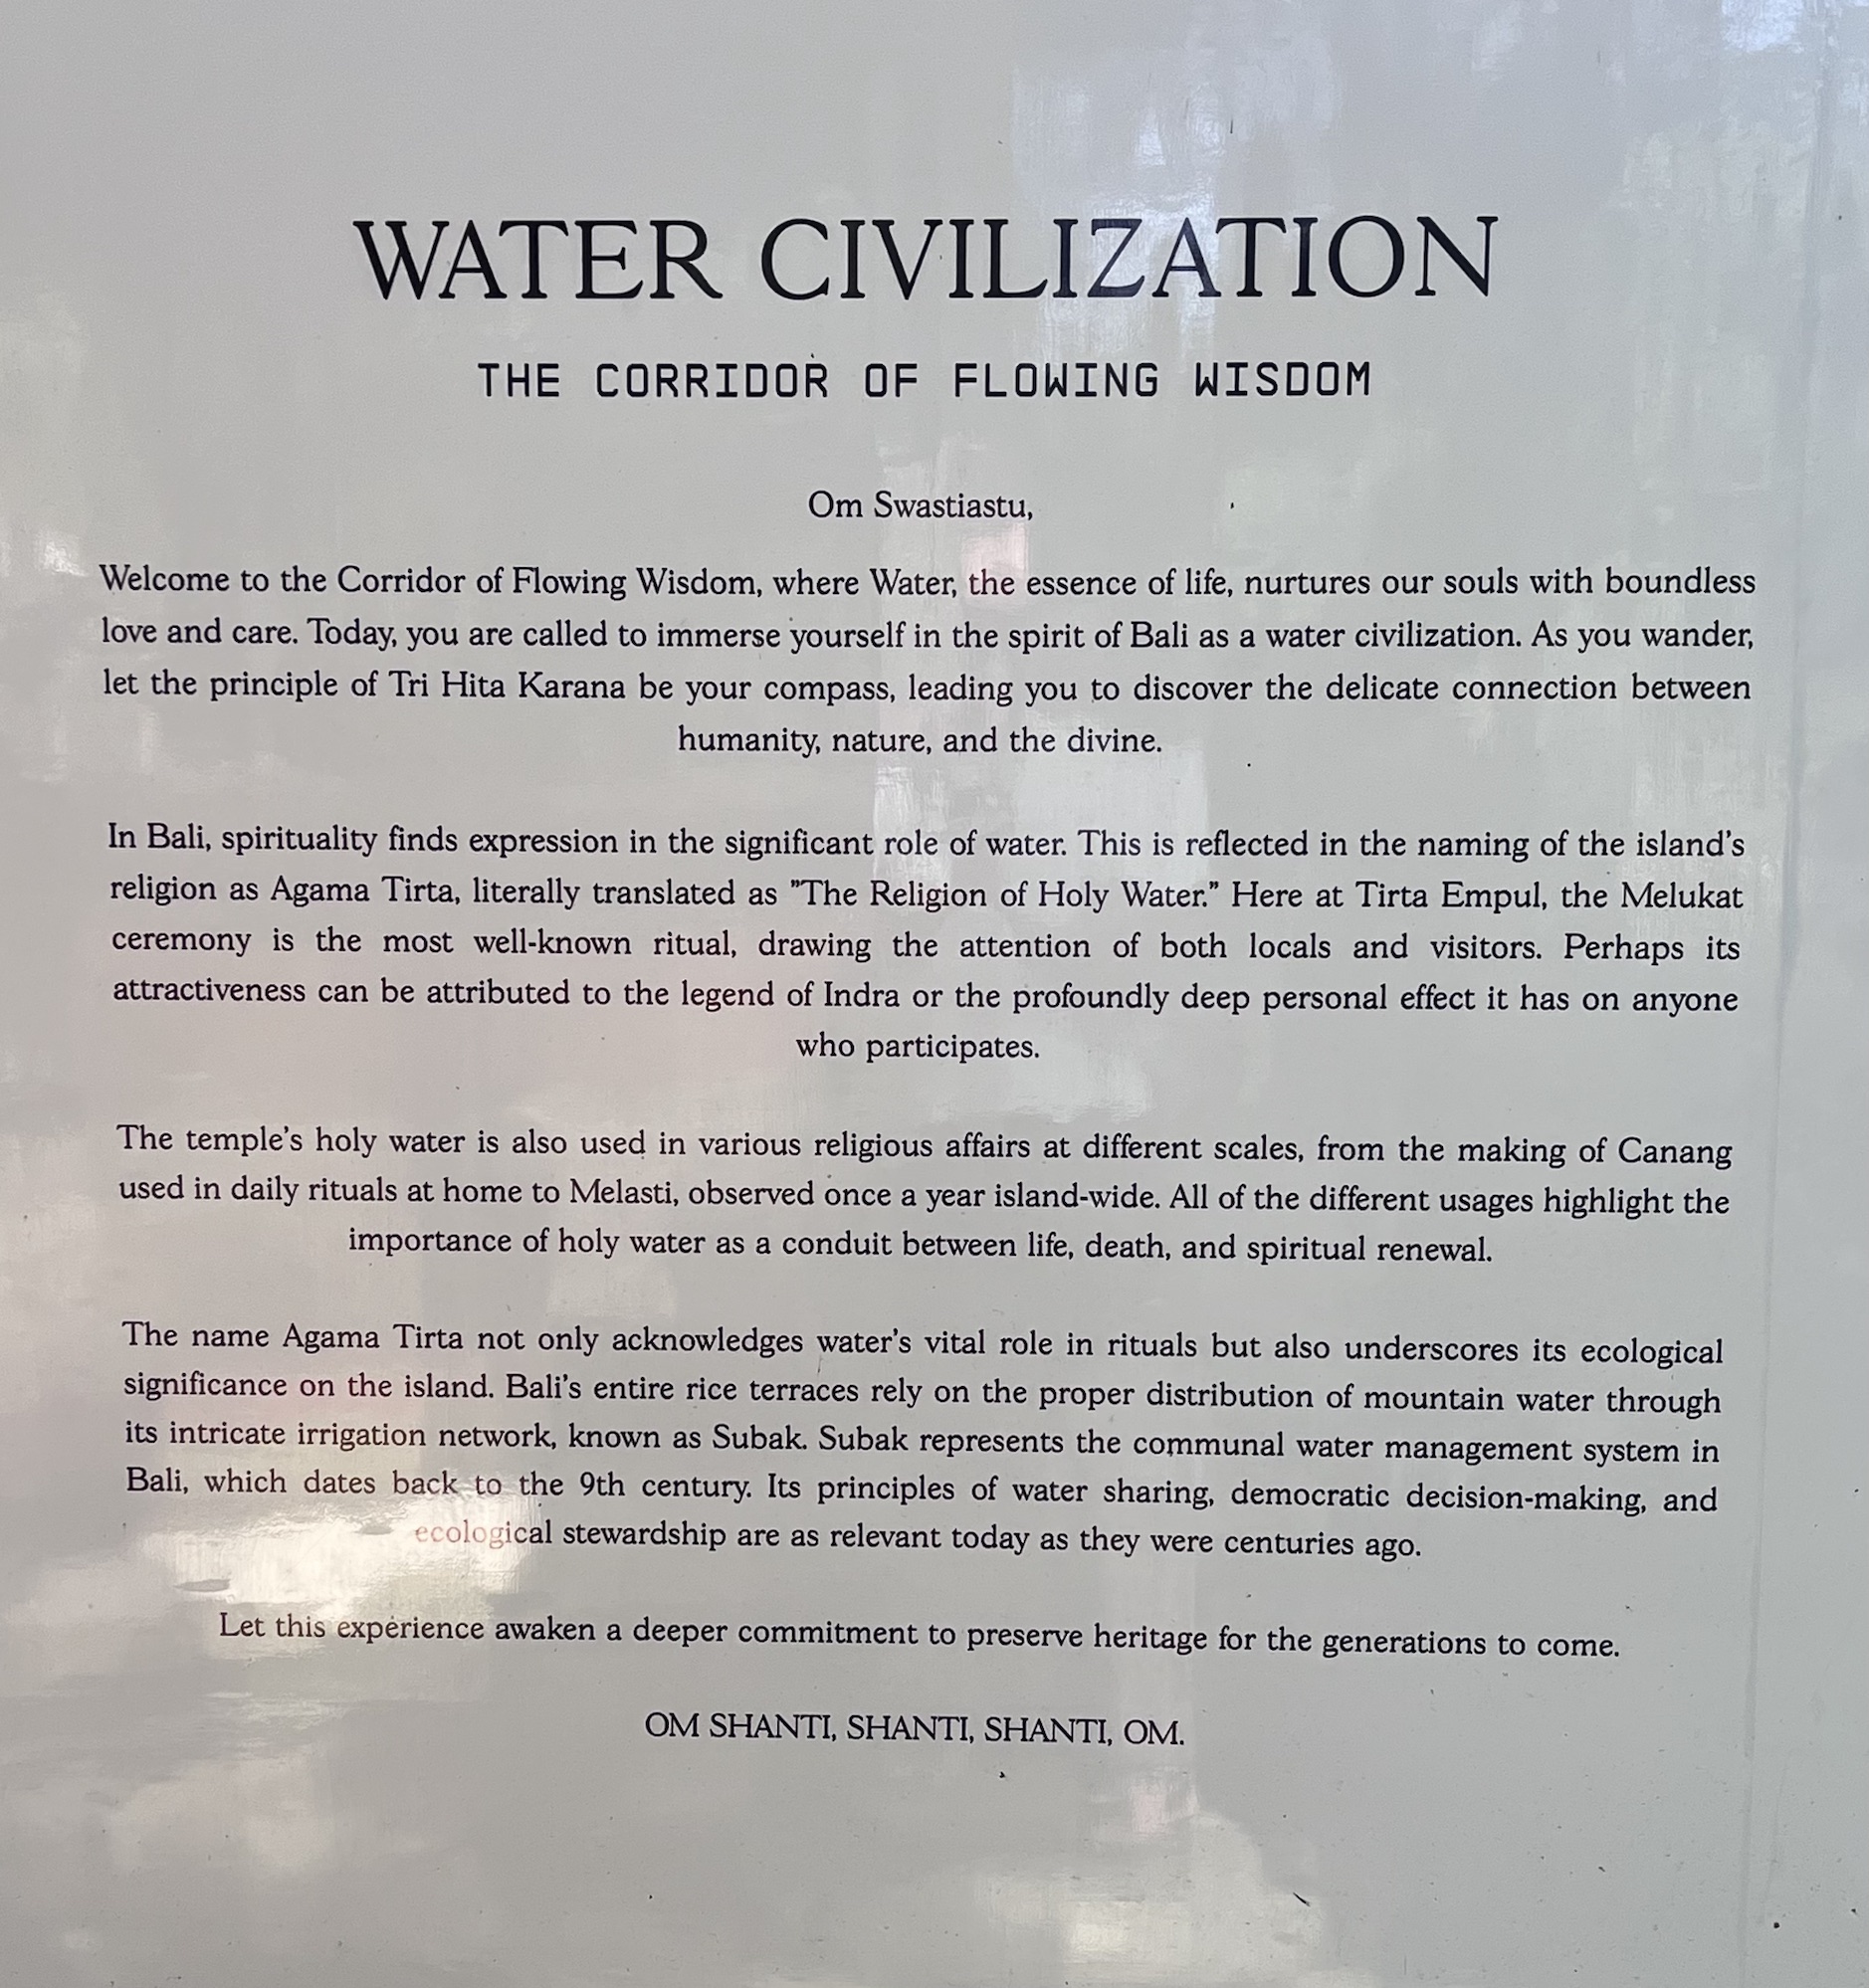 WATER CIVILIZATION
THE CORRIDOR OF FLOWING WISDOM
Om Swastiastu,
Welcome to the Corridor of Flowing Wisdom, where Water, the essence of life, nurtures our souls with boundless
love and care. Today, you are called to immerse yourself in the spirit of Bali as a water civilization. As you wander,
let the principle of Tri Hita Karana be your compass, leading you to discover the delicate connection between
humanity, nature, and the divine.
In Bali, spirituality finds expression in the significant role of water. This is reflected in the naming of the island's
religion as Agama Tirta, literally translated as "The Religion of Holy Water." Here at Tirta Empul, the Melukat
ceremony is the most well-known ritual, drawing the attention of both locals and visitors. Perhaps its
attractiveness can be attributed to the legend of Indra or the profoundly deep personal effect it has on anyone
who participates.
The temple's holy water is also used in various religious affairs at different scales, from the making of Canang
used in daily rituals at home to Melasti, observed once a year island-wide. All of the different usages highlight the
importance of holy water as a conduit between life, death, and spiritual renewal.
The name Agama Tirta not only acknowledges water's vital role in rituals but also underscores its ecological
significance on the island. Bali's entire rice terraces rely on the proper distribution of mountain water through
its intricate irrigation network, known as Subak. Subak represents the communal water management system in
Bali, which dates back to the 9th century. Its principles of water sharing, democratic decision-making, and
ecological stewardship are as relevant today as they were centuries ago.
Let this experience awaken a deeper commitment to preserve heritage for the generations to come.
OM SHANTI, SHANTI, SHANTI, OM.